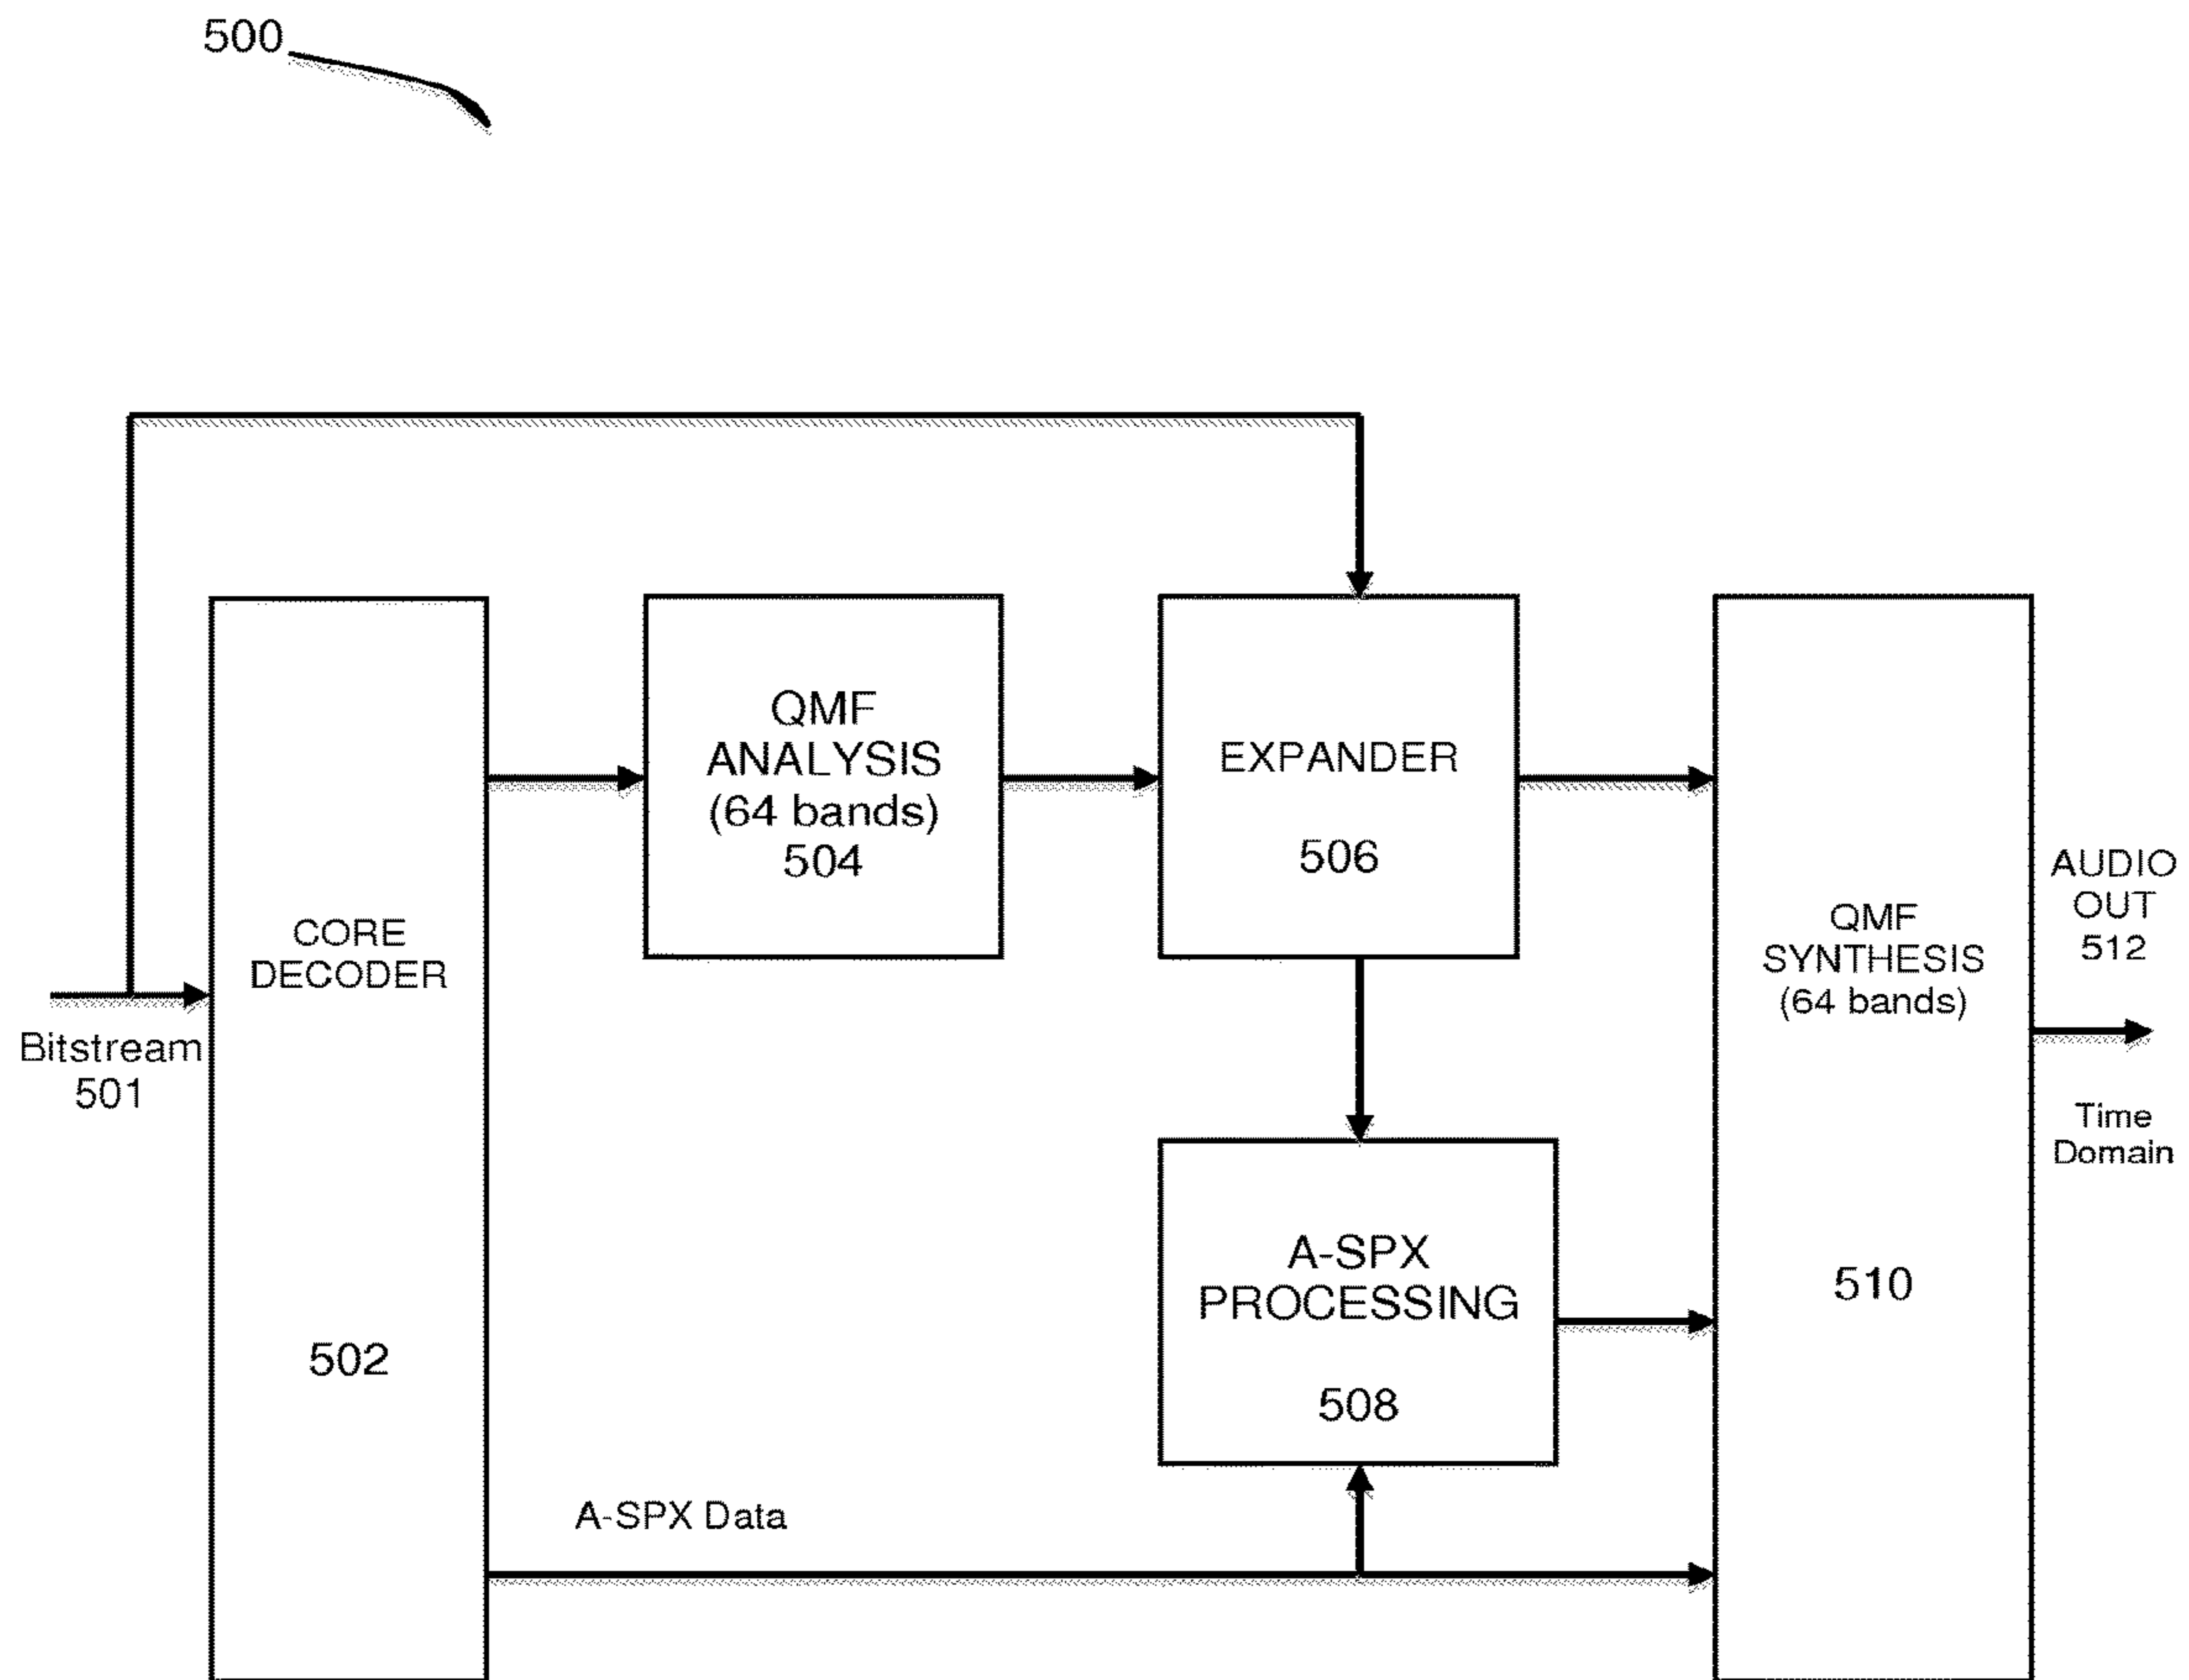 500
QMF
ANALYSIS
(64 bands)
504
EXPANDER
506
CORE
DECODER
502
Bitstream
501
QMF
SYNTHESIS
(64 bands)
510
AUDIO
OUT
512
Time
Domain
A-SPX
PROCESSING
508
A-SPX Data